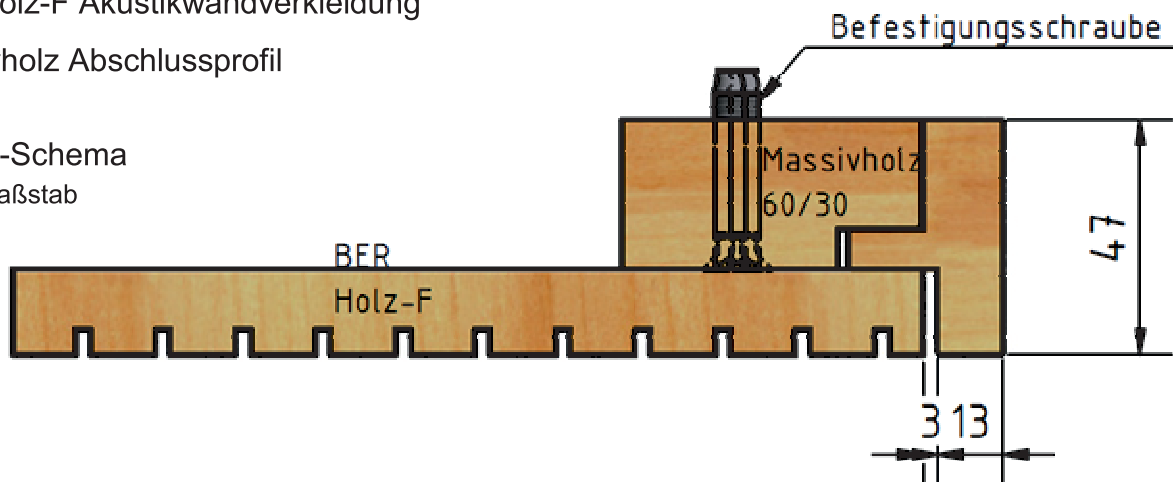 olz-F Akustikwandverkleidung
Befestigungsschraube
holz Abschlussprofil
-Schema
Massivholz
aßstab
60/30
47
BER
Holz-F
3 13